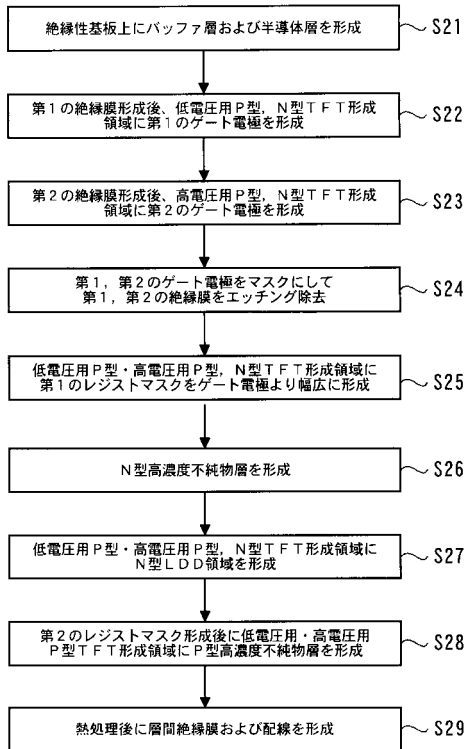 絶縁性基板上にバッファ層および半導体層を形成
S21
第1の絶縁膜形成後、低電圧用P型，N型TFT形成
領域に第1のゲート電極を形成
S22
第2の絶縁膜形成後、高電圧用P型，N型TFT形成
領域に第2のゲート電極を形成
S23
第1，第2のゲート電極をマスクにして
第1，第2の絶縁膜をエッチング除去
S24
低電圧用P型・高電圧用P型，N型TFT形成領域に
第1のレジストマスクをゲート電極より幅広に形成
S25
N型高濃度不純物層を形成
S26
低電圧用P型・高電圧用P型，N型TFT形成領域に
N型LDD領域を形成
S27
第2のレジストマスク形成後に低電圧用・高電圧用
P型TFT形成領域にP型高濃度不純物層を形成
S28
熱処理後に層間絶縁膜および配線を形成
S29